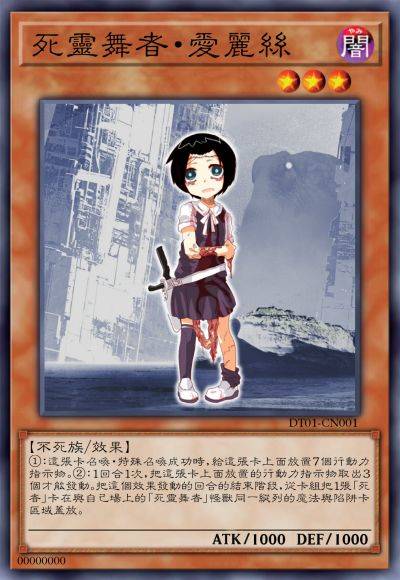 死靈舞者·愛麗絲
闇
やみ
DT01-CN001
【不死族/效果】
①:這張卡召喚·特殊召喚成功時,給這張卡上面放置7個行動力
指示物。②:1回合1次,把這張卡上面放置的行動力指示物取出3
個才能發動。把這個效果發動的回合的結束階段,從卡組把1張「死
者」卡在與自己場上的「死靈舞者」怪獸同一縱列的魔法與陷阱卡
區域蓋放。
ATK/1000 DEF/1000
00000000